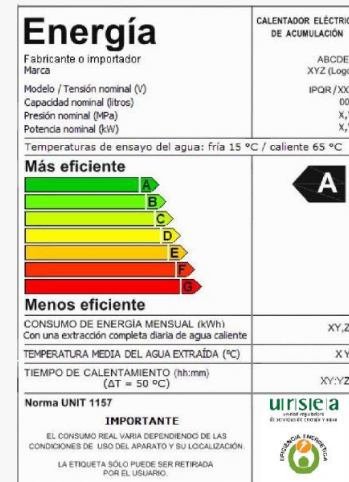 Energía
CALENTADOR ELÉCTRIC
DE ACUMULACIÓN
Fabricante o importador
ABCDE
Marca
XYZ (Logo
Modelo / Tensión nominal (V)
IPQR/XX
Capacidad nominal (litros)
00
Presión nominal (MPa)
X,
Potencia nominal (kW)
X,
Temperaturas de ensayo del agua: fría 15 °C / caliente 65 °C
Más eficiente
A
A
B
C
D
E
F
G
Menos eficiente
CONSUMO DE ENERGÍA MENSUAL (kWh)
Con una extracción completa diaria de agua caliente
XY,Z
TEMPERATURA MEDIA DEL AGUA EXTRAÍDA (°C)
XY
TIEMPO DE CALENTAMIENTO (hh:mm)
(ΔT = 50 °C)
XY:YZ
Norma UNIT 1157
ursea
IMPORTANTE
EL CONSUMO REAL VARIA DEPENDIENDO DE LAS
CONDICIONES DE USO DEL APARATO Y SU LOCALIZACIÓN.
LA ETIQUETA SÓLO PUEDE SER RETIRADA
POR EL USUARIO.
EFICIENCIA ENERGÉTICA